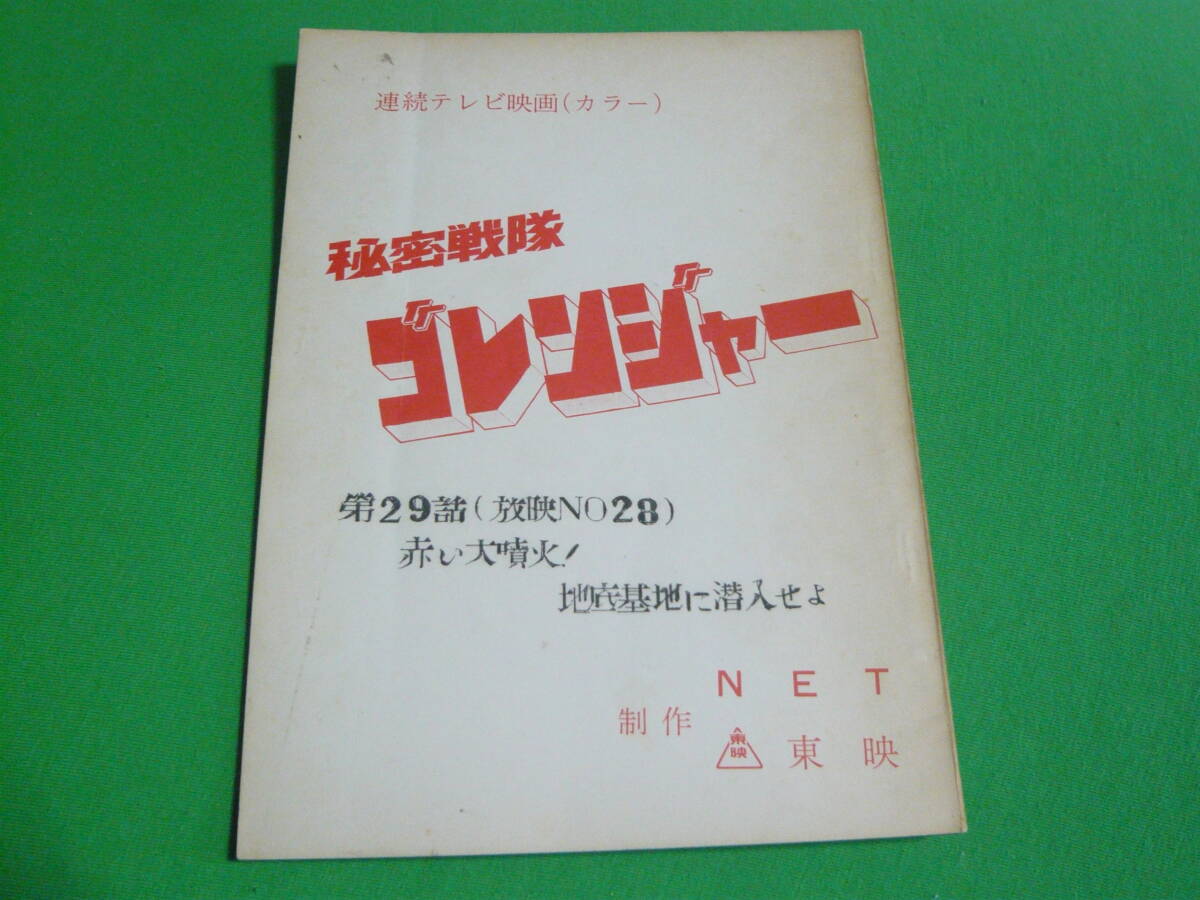 連続テレビ映画(カラー)
秘密戦隊
ゴレンジャー
第29話(放映NO28)
赤い大噴火!
地底基地に潜入せよ
NET
制作
東映 東映